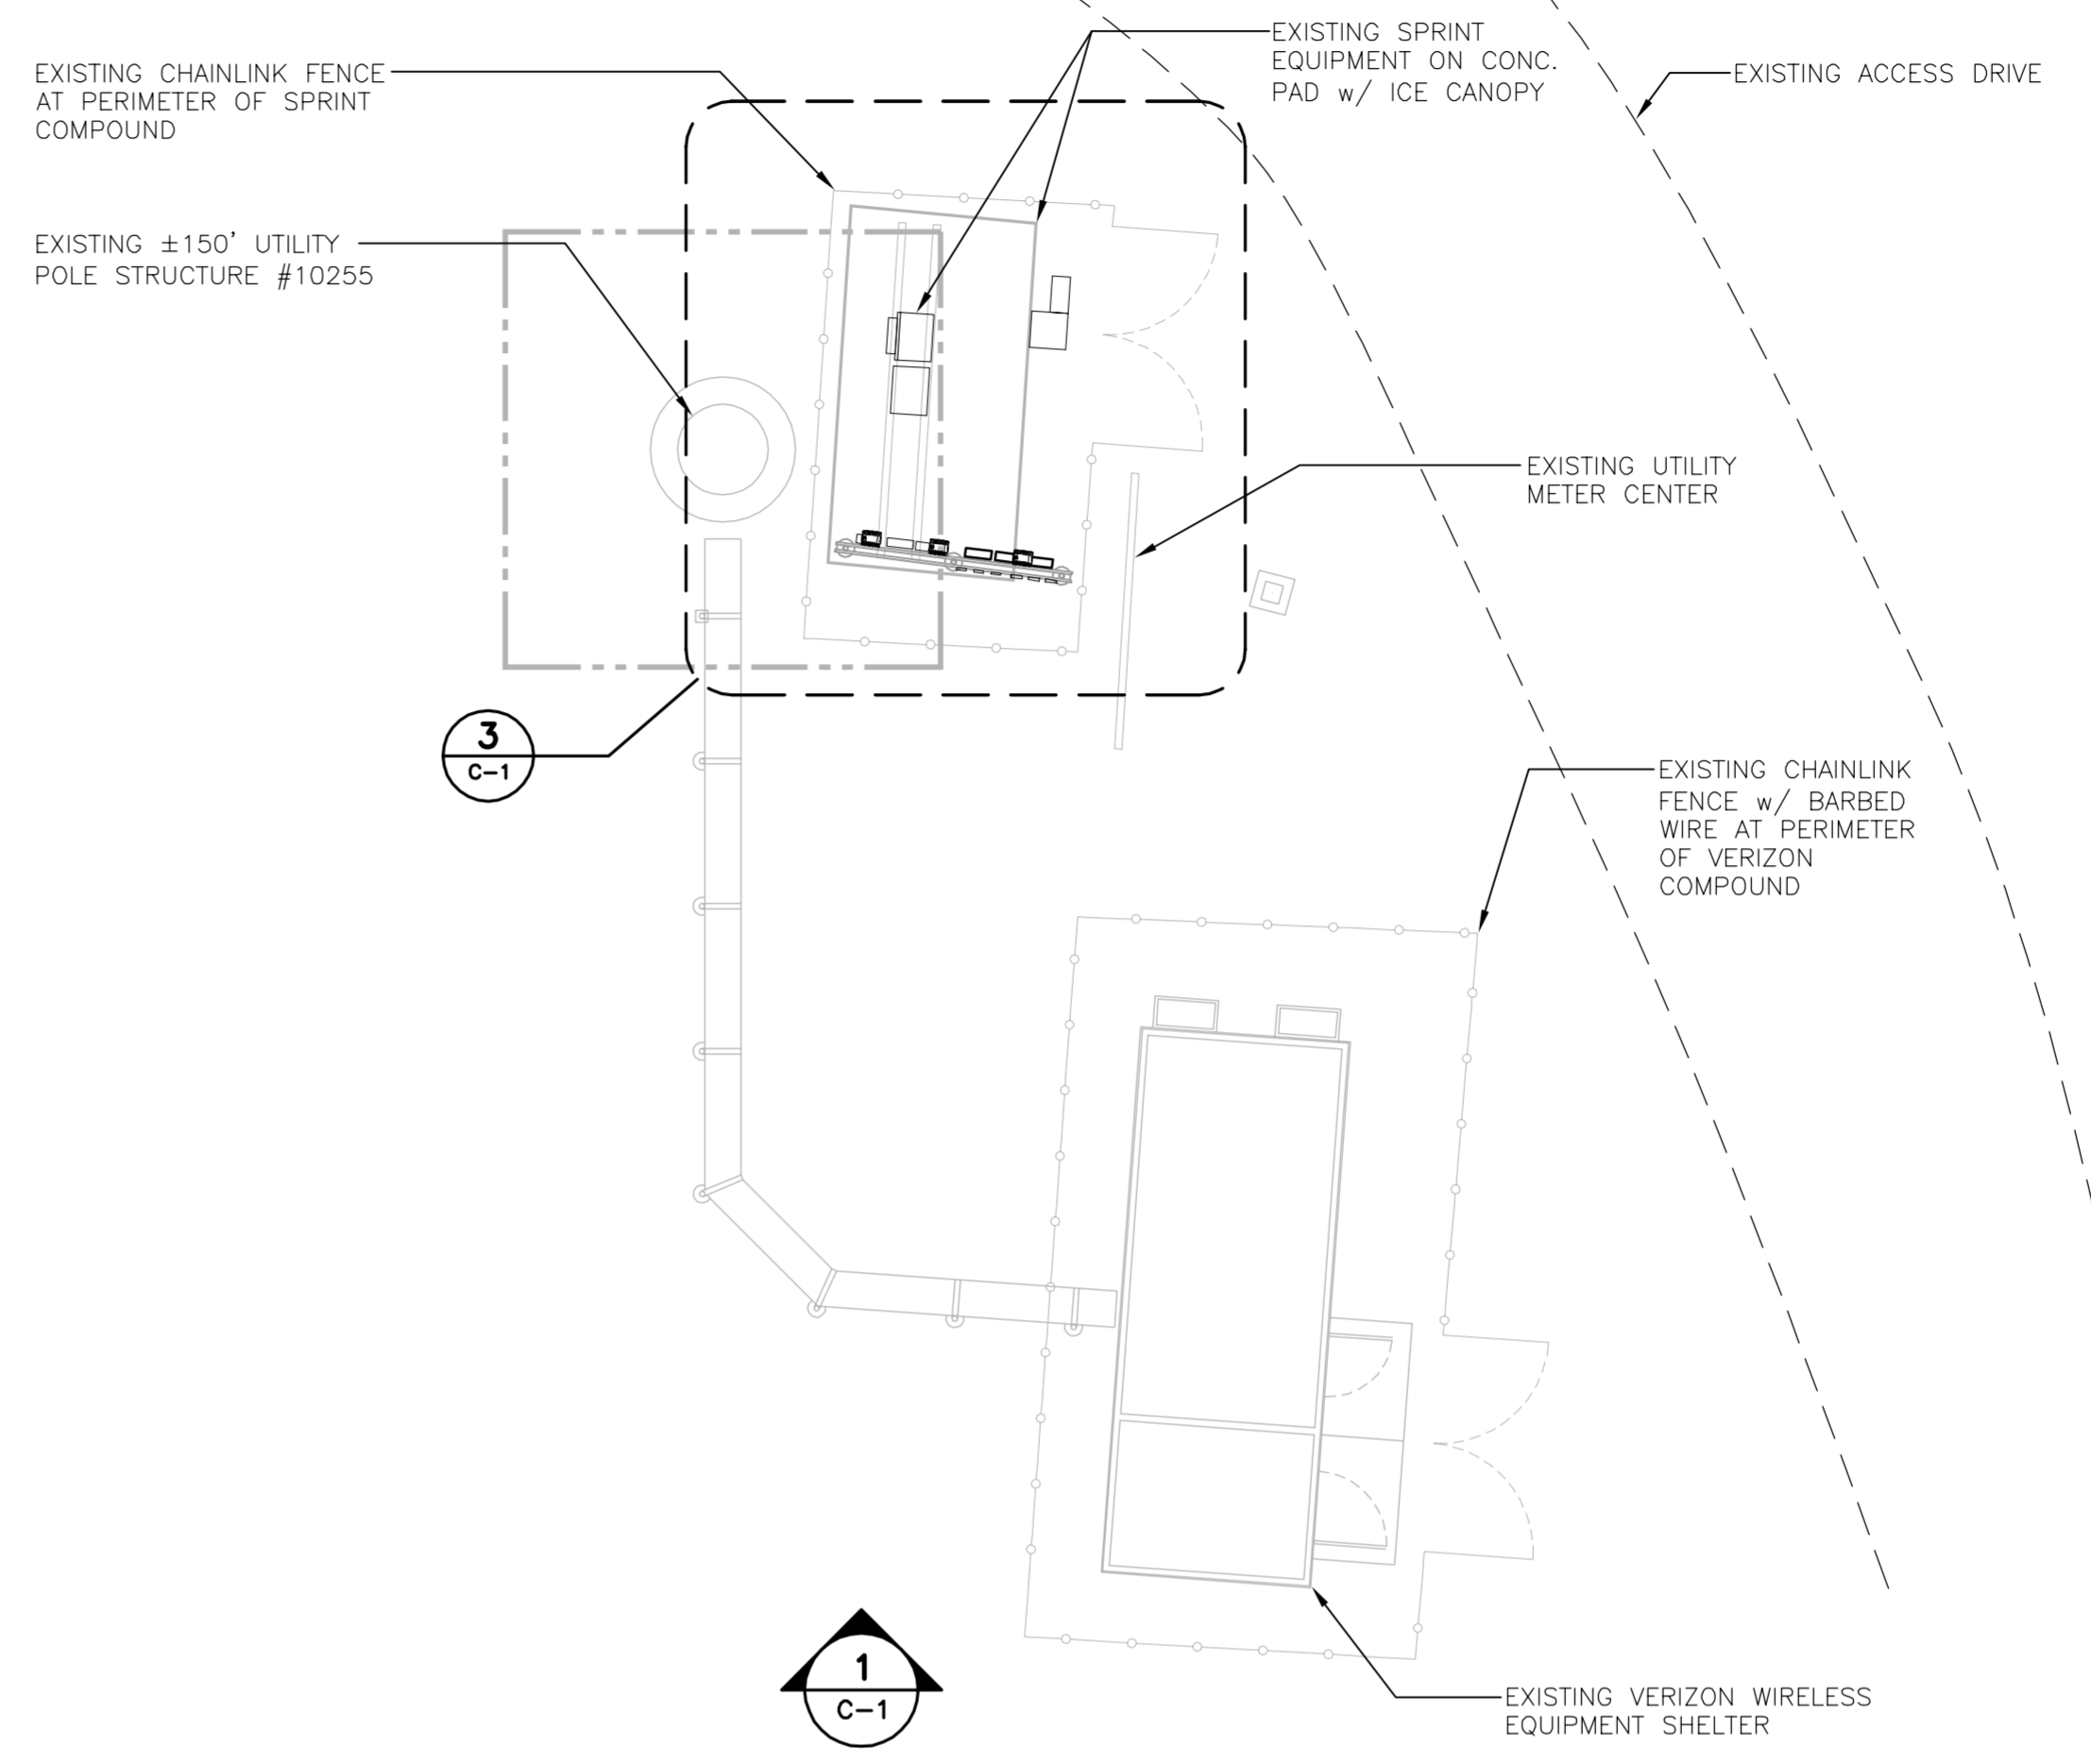 EXISTING SPRINT
EQUIPMENT ON CONC.
PAD w/ ICE CANOPY
EXISTING CHAINLINK FENCE
AT PERIMETER OF SPRINT
COMPOUND
EXISTING ACCESS DRIVE
EXISTING ±150' UTILITY
POLE STRUCTURE #10255
EXISTING UTILITY
METER CENTER
3
C-1
EXISTING CHAINLINK
FENCE w/ BARBED
WIRE AT PERIMETER
OF VERIZON
COMPOUND
1
C-1
EXISTING VERIZON WIRELESS
EQUIPMENT SHELTER